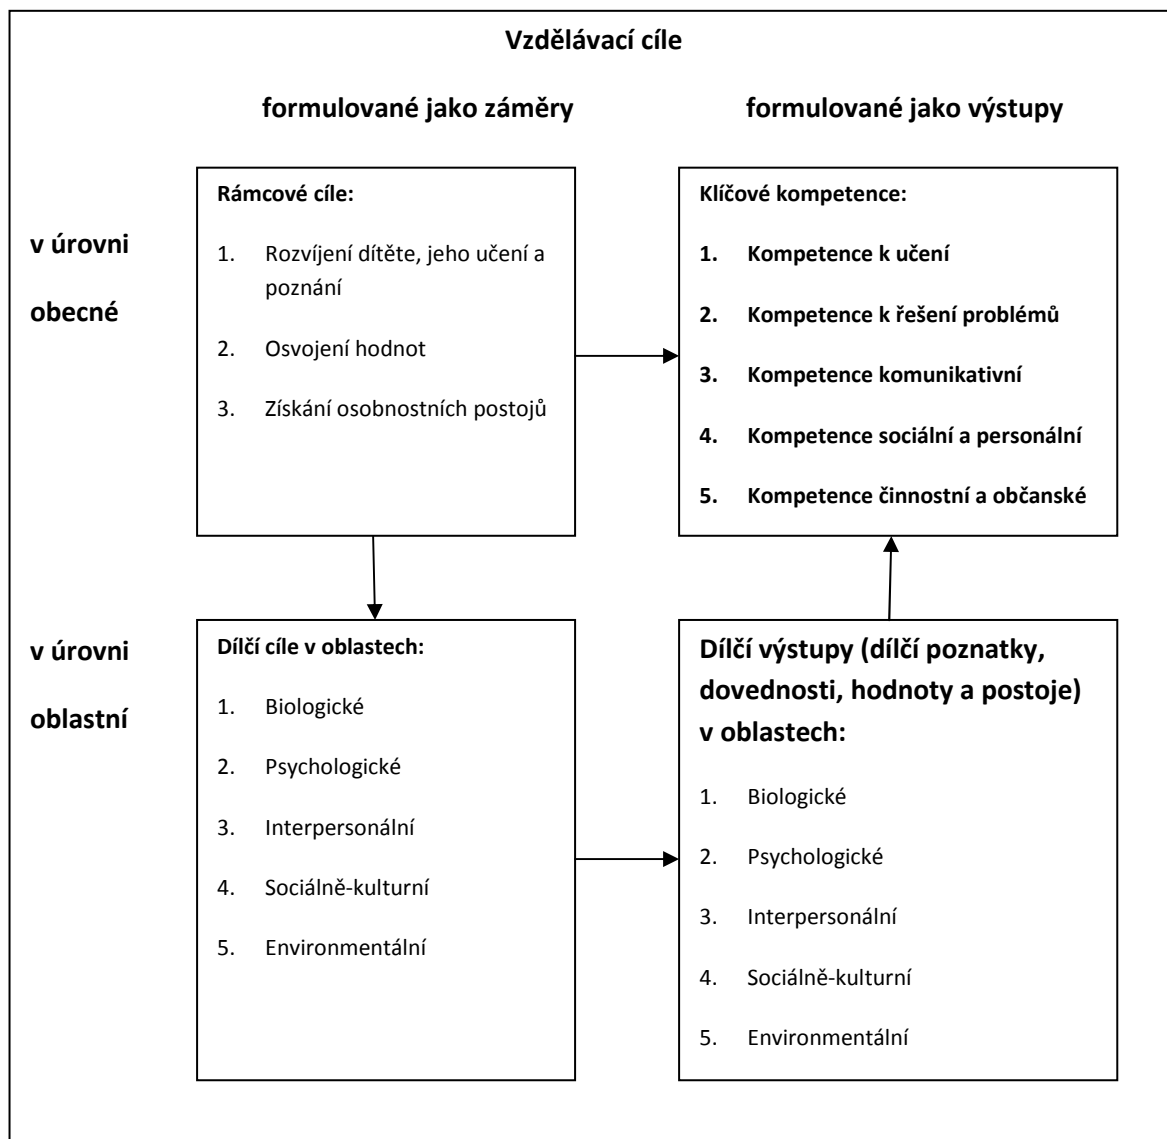 Vzdělávací cíle
formulované jako záměry
formulované jako výstupy
v úrovni
obecné
Rámcové cíle:
1. Rozvíjení dítěte, jeho učení a
poznání
2. Osvojení hodnot
3. Získání osobnostních postojů
Klíčové kompetence:
1. Kompetence k učení
2. Kompetence k řešení problémů
3. Kompetence komunikativní
4. Kompetence sociální a personální
5. Kompetence činnostní a občanské
v úrovni
oblastní
Dílčí cíle v oblastech:
1. Biologické
2. Psychologické
3. Interpersonální
4. Sociálně-kulturní
5. Environmentální
Dílčí výstupy (dílčí poznatky,
dovednosti, hodnoty a postoje)
v oblastech:
1. Biologické
2. Psychologické
3. Interpersonální
4. Sociálně-kulturní
5. Environmentální